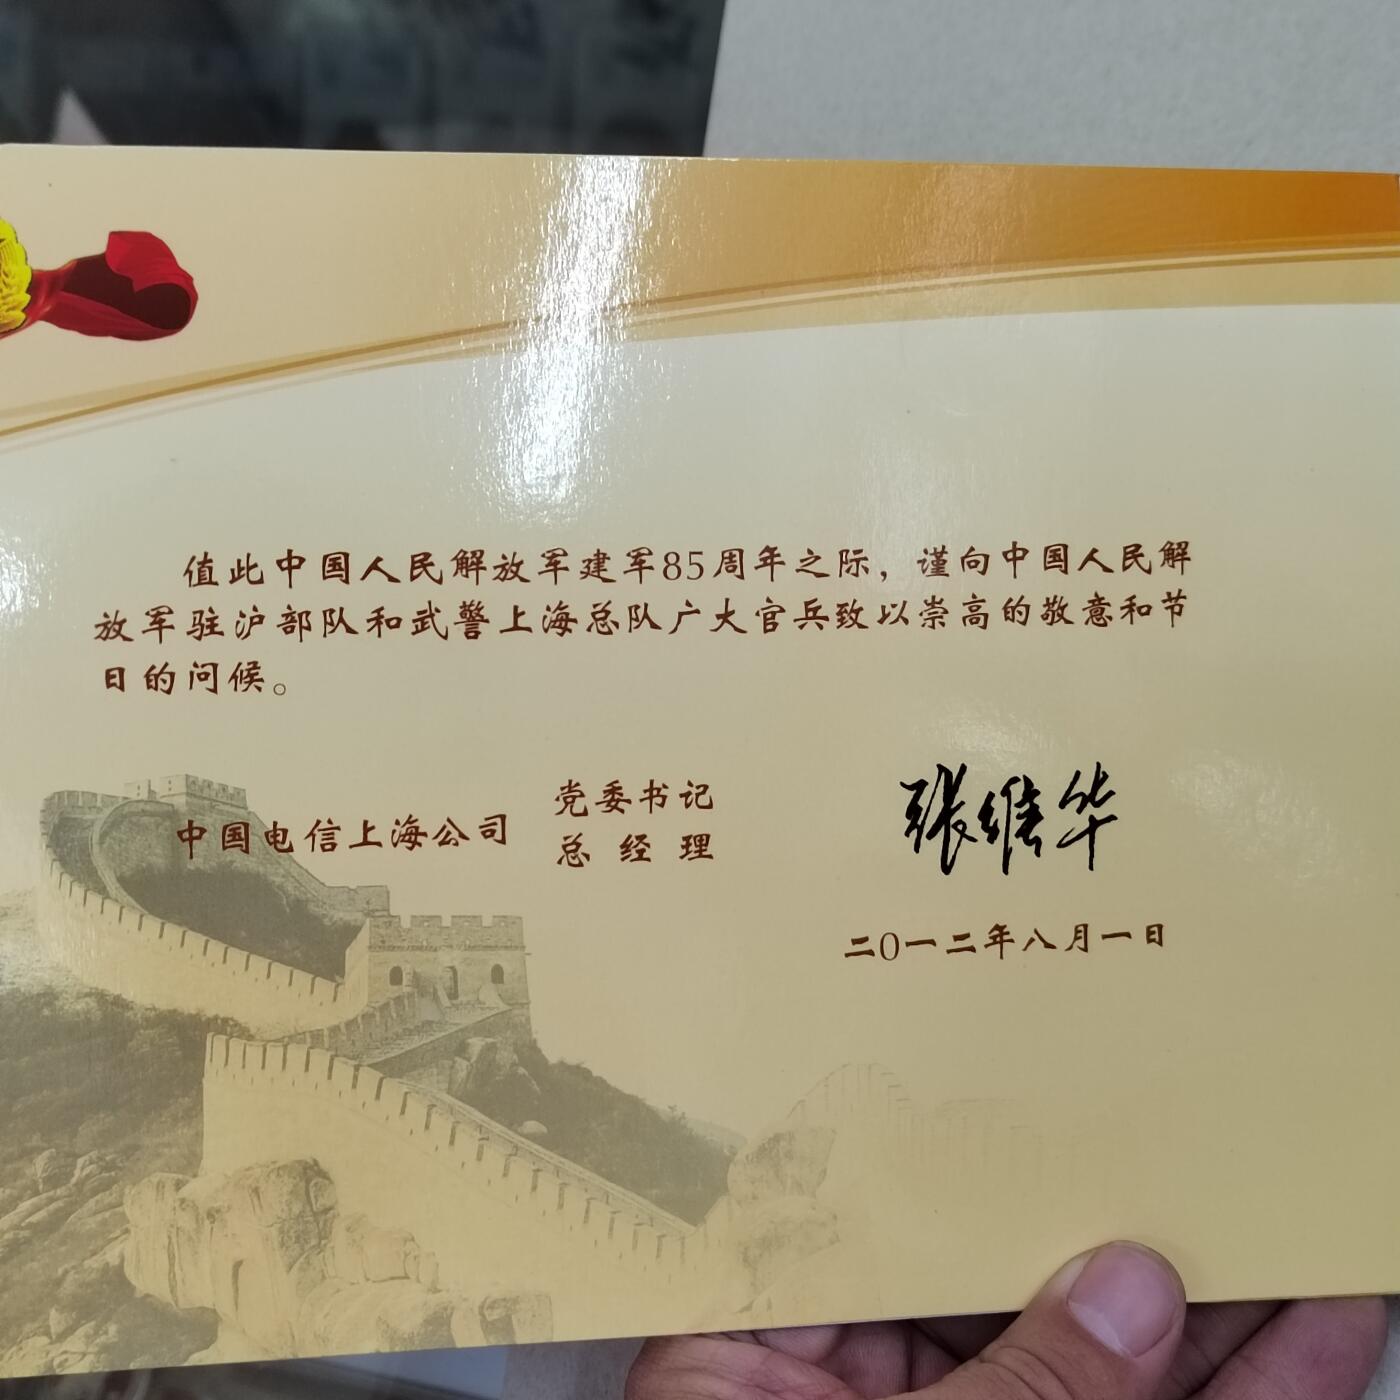 值此中国人民解放军建军85周年之际，谨向中国人民解
放军驻沪部队和武警上海总队广大官兵致以崇高的敬意和节
日的问候。
中国电信上海公司
党委书记
总经理
张维华
二〇一二年八月一日